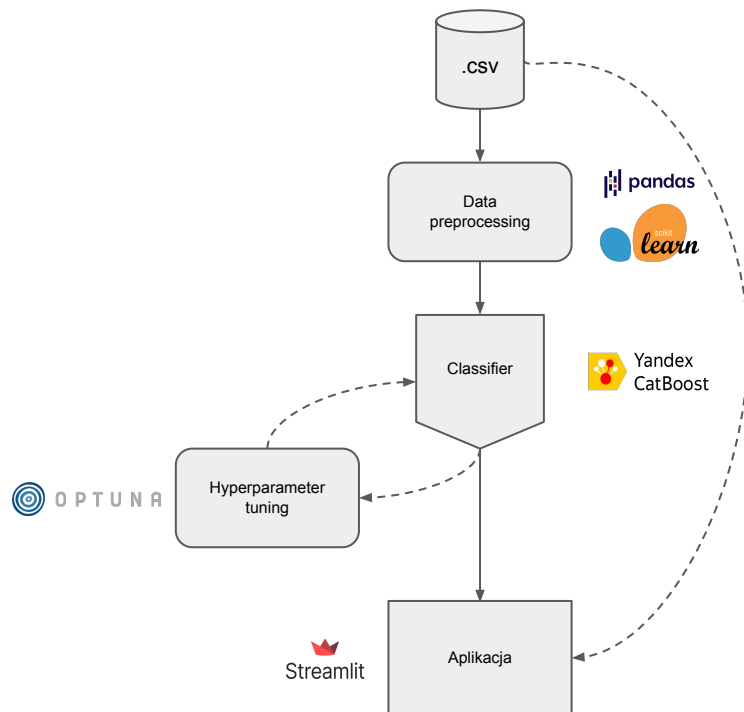 .csv
Data
preprocessing
pandas
scikit
learn
Classifier
Yandex
CatBoost
Hyperparameter
tuning
OPTUNA
Aplikacja
Streamlit